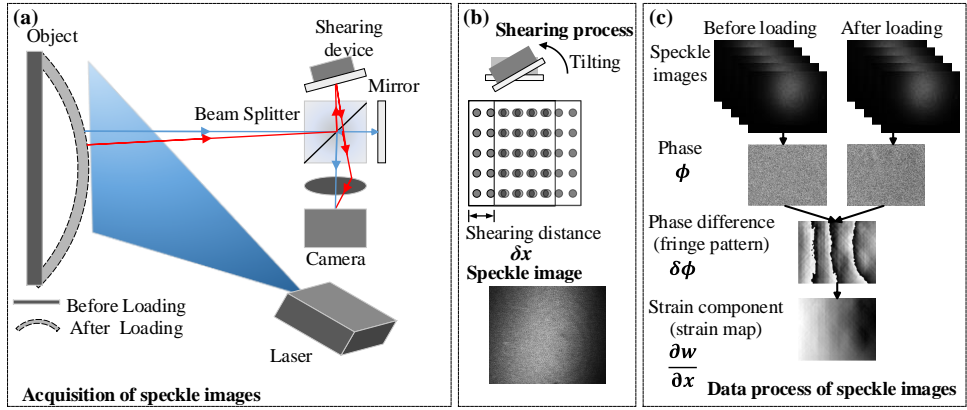 (a)
Object
Shearing
device
Mirror
Beam Splitter
Camera
Before Loading
After Loading
Laser
Acquisition of speckle images
(b)
Shearing process
Tilting
Shearing distance
δx
Speckle image
(c)
Before loading
After loading
Speckle
images
Phase
ϕ
Phase difference
(fringe pattern)
δϕ
Strain component
(strain map)
∂w
∂x
Data process of speckle images